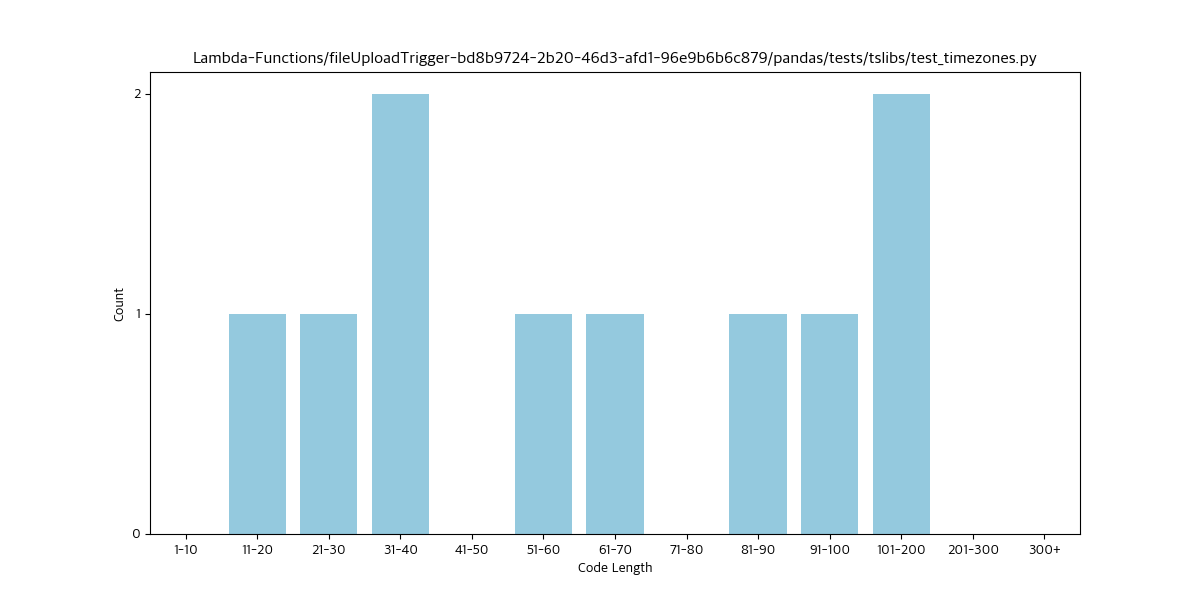 Lambda-Functions/fileUploadTrigger-bd8b9724-2b20-46d3-afd1-96e9b6b6c879/pandas/tests/tslibs/test_timezones.py
2
1
0
Count
1-10 11-20 21-30 31-40 41-50 51-60 61-70 71-80 81-90 91-100 101-200 201-300 300+
Code Length